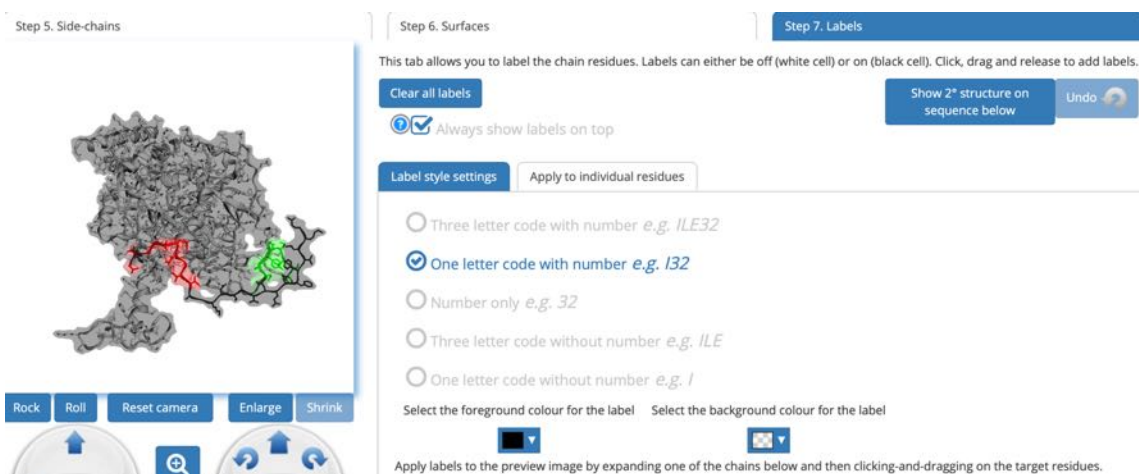 Step 5. Side-chains
Step 6. Surfaces
Step 7. Labels
This tab allows you to label the chain residues. Labels can either be off (white cell) or on (black cell). Click, drag and release to add labels.
Clear all labels
Show 2° structure on
sequence below
Undo
? Always show labels on top
Label style settings
Apply to individual residues
Three letter code with number e.g. ILE32
One letter code with number e.g. I32
Number only e.g. 32
Three letter code without number e.g. ILE
One letter code without number e.g. I
Rock
Roll
Reset camera
Enlarge
Shrink
Select the foreground colour for the label
Select the background colour for the label
Apply labels to the preview image by expanding one of the chains below and then clicking-and-dragging on the target residues.